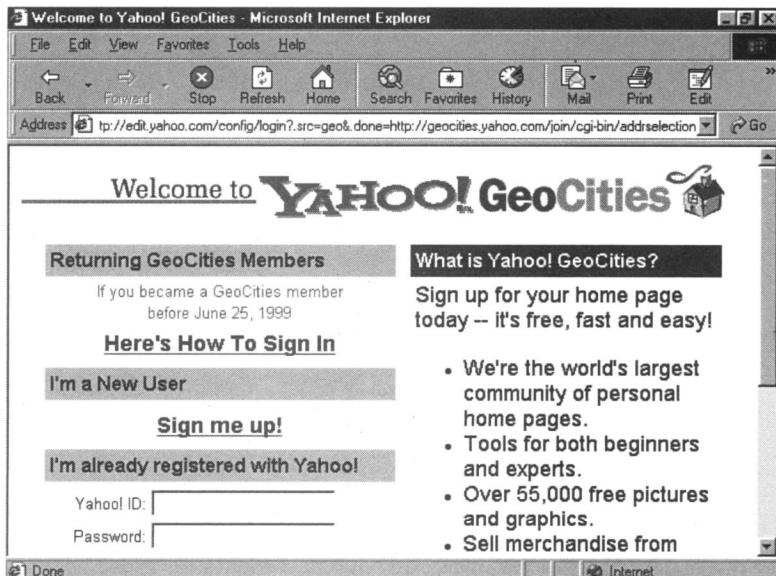 Welcome to Yahoo! GeoCities - Microsoft Internet Explorer
File Edit View Favorites Tools Help
Back Forward Stop Refresh Home Search Favorites History Mail Print Edit »
Address tp://edit.yahoo.com/config/login?.src=geo&.done=http://geocities.yahoo.com/join/cgi-bin/addrselection Go
Welcome to YAHOO! GeoCities
Returning GeoCities Members
If you became a GeoCities member
before June 25, 1999
Here's How To Sign In
I'm a New User
Sign me up!
I'm already registered with Yahoo!
Yahoo! ID:
Password:
What is Yahoo! GeoCities?
Sign up for your home page
today -- it's free, fast and easy!
• We're the world's largest
community of personal
home pages.
• Tools for both beginners
and experts.
• Over 55,000 free pictures
and graphics.
• Sell merchandise from
Done Internet